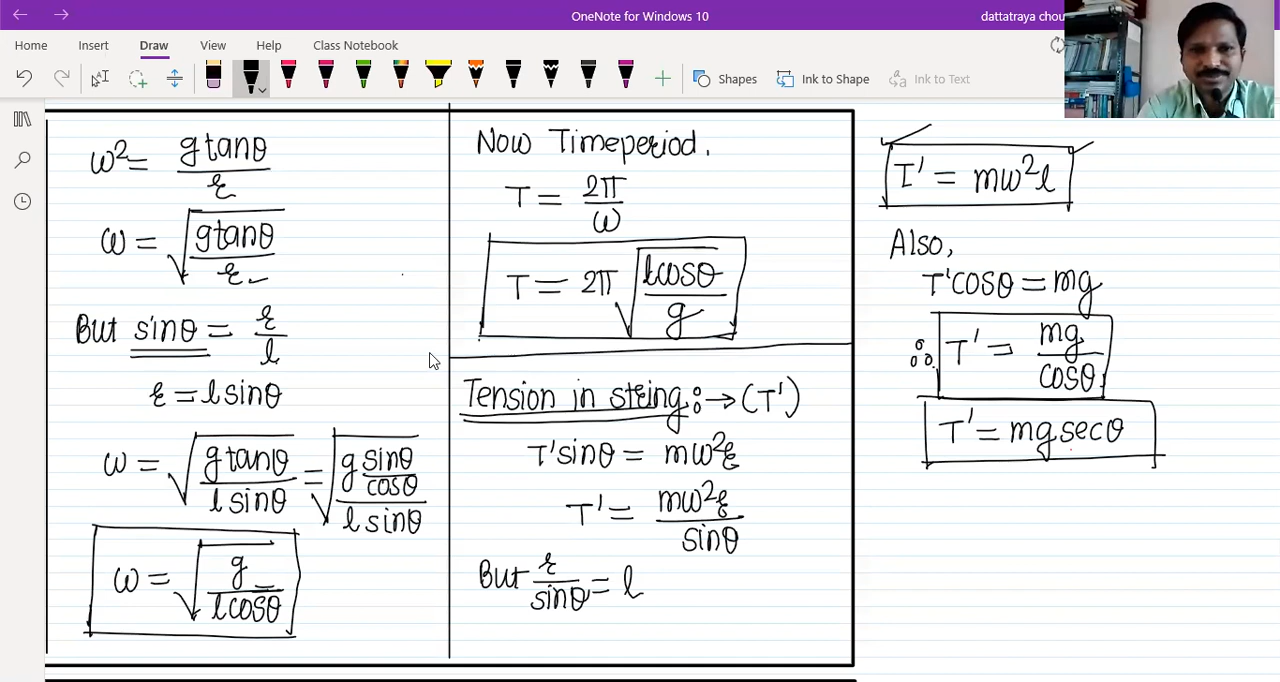 OneNote for Windows 10
dattatraya chou
Home Insert Draw View Help Class Notebook
Shapes Ink to Shape Ink to Text
ω² = g tanθ / r
ω = √(g tanθ / r)
But sinθ = r / l
r = l sinθ
ω = √(g tanθ / l sinθ) = √(g sinθ/cosθ / l sinθ)
ω = √(g / l cosθ)
Now Timeperiod.
T = 2π / ω
T = 2π √(l cosθ / g)
Tension in string :→ (T')
T' sinθ = mω²r
T' = mω²r / sinθ
But r / sinθ = l
T' = mω²l
Also,
T' cosθ = mg
∴ T' = mg / cosθ
T' = mg secθ